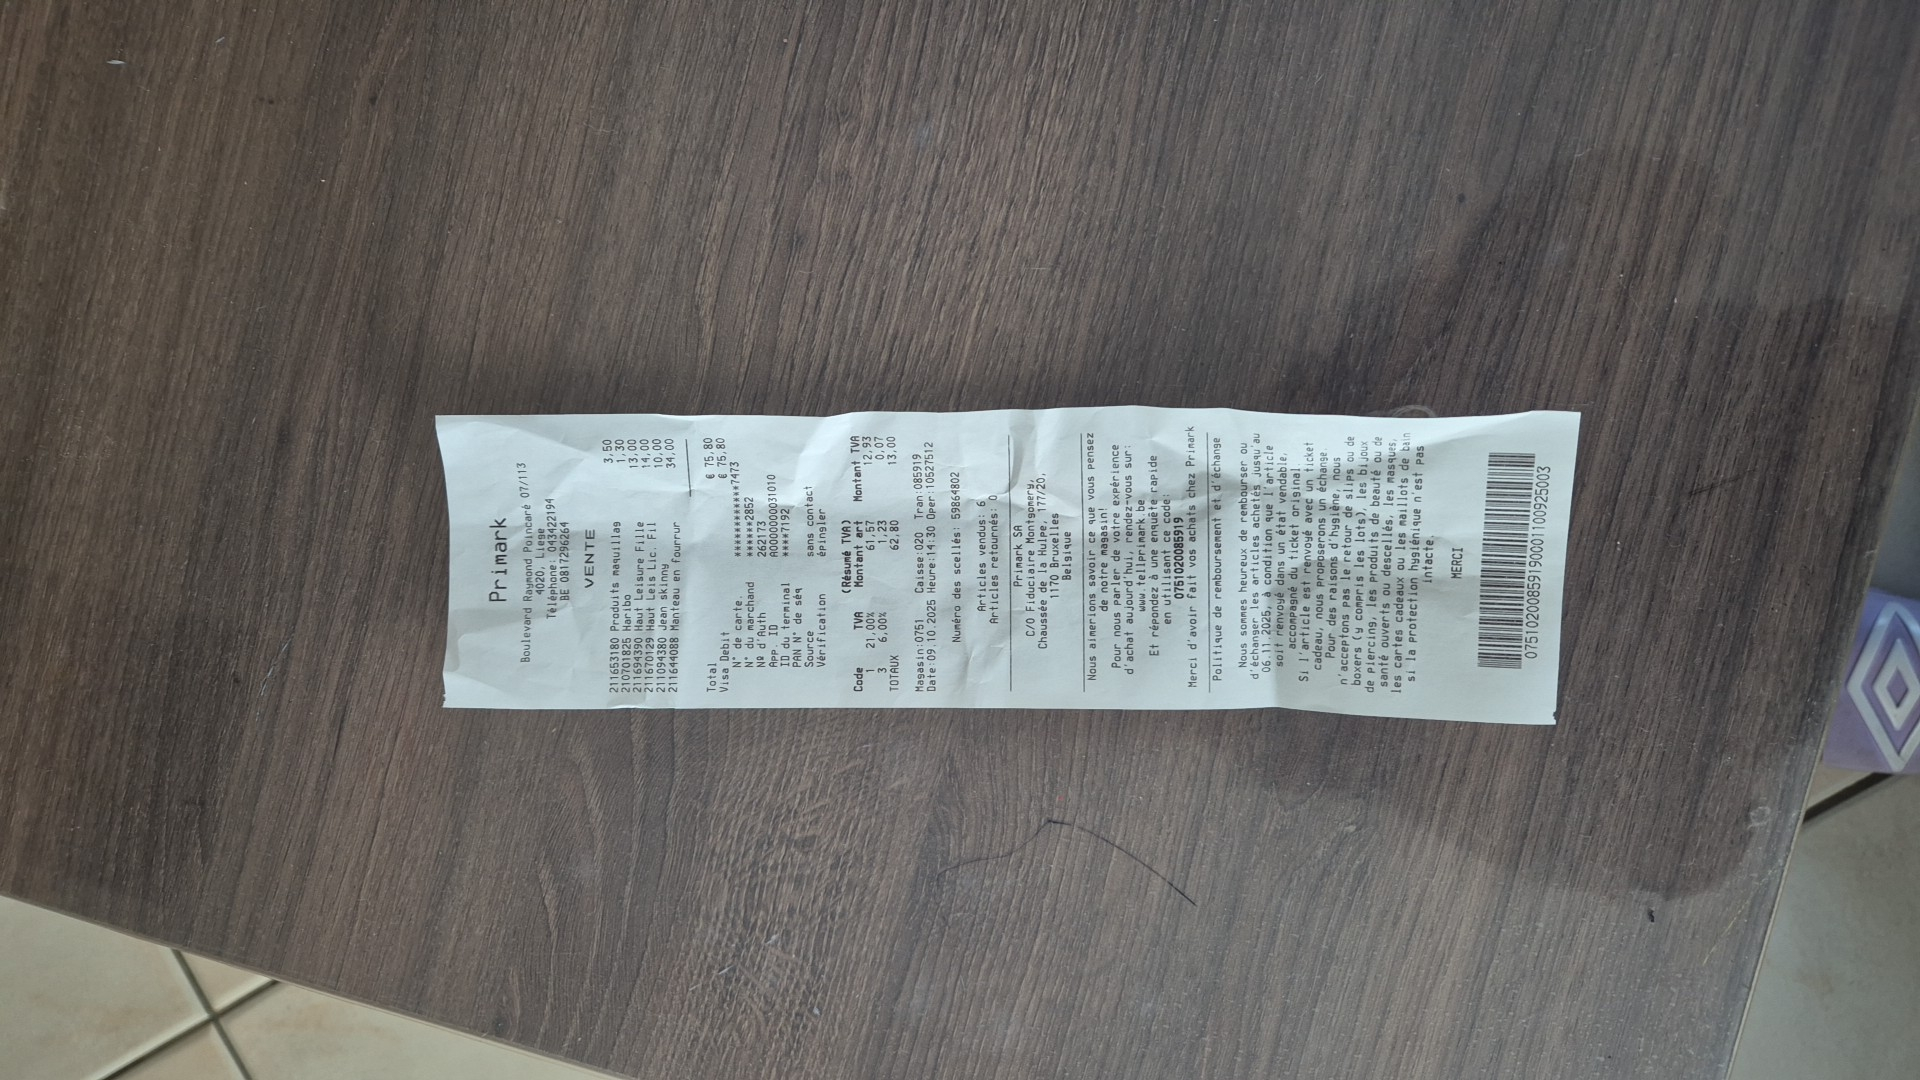 Primark
Boulevard Raymond Poincaré 07/13
4020, Liege
Téléphone: 043422194
BE 0817296264
VENTE
211653180 Produits maquillag 3,50
210701825 Haribo 1,30
211694390 Haut Leisure Fille 13,00
211670129 Haut Leis Lic. Fil 14,00
211094380 Jean skinny 10,00
211644088 Manteau en fourrur 34,00
Total € 75,80
Visa Debit € 75,80
N° de carte. ************7473
N° du marchand ******2852
Nº d'Auth 262173
App. ID A0000000031010
ID du terminal ****7192
PAN N° de séq
Source sans contact
Vérification épingler
(Résumé TVA)
Code TVA Montant art Montant TVA
1 21,00% 61,57 12,93
3 6,00% 1,23 0,07
TOTAUX 62,80 13,00
Magasin:0751 Caisse:020 Tran:085919
Date:09.10.2025 Heure:14:30 Oper:10527512
Numéro des scellés: 59864802
Articles vendus: 6
Articles retournés: 0
Primark SA
C/O Fiduciaire Montgomery,
Chaussée de la Hulpe, 177/20,
1170 Bruxelles
Belgique
Nous aimerions savoir ce que vous pensez
de notre magasin!
Pour nous parler de votre expérience
d'achat aujourd'hui, rendez-vous sur:
www.tellprimark.be
Et répondez à une enquête rapide
en utilisant ce code:
0751020085919
Merci d'avoir fait vos achats chez Primark
Politique de remboursement et d'échange
Nous sommes heureux de rembourser ou
d'échanger les articles achetés jusqu'au
06.11.2025, à condition que l'article
soit renvoyé dans un état vendable,
accompagné du ticket original.
Si l'article est renvoyé avec un ticket
cadeau, nous proposerons un échange.
Pour des raisons d'hygiène, nous
n'acceptons pas le retour de slips ou de
boxers (y compris les lots), les bijoux
de piercing, les produits de beauté ou de
santé ouverts ou descellés, les masques,
les cartes cadeaux ou les maillots de bain
si la protection hygiénique n'est pas
intacte.
MERCI
0751020085919000110092500З